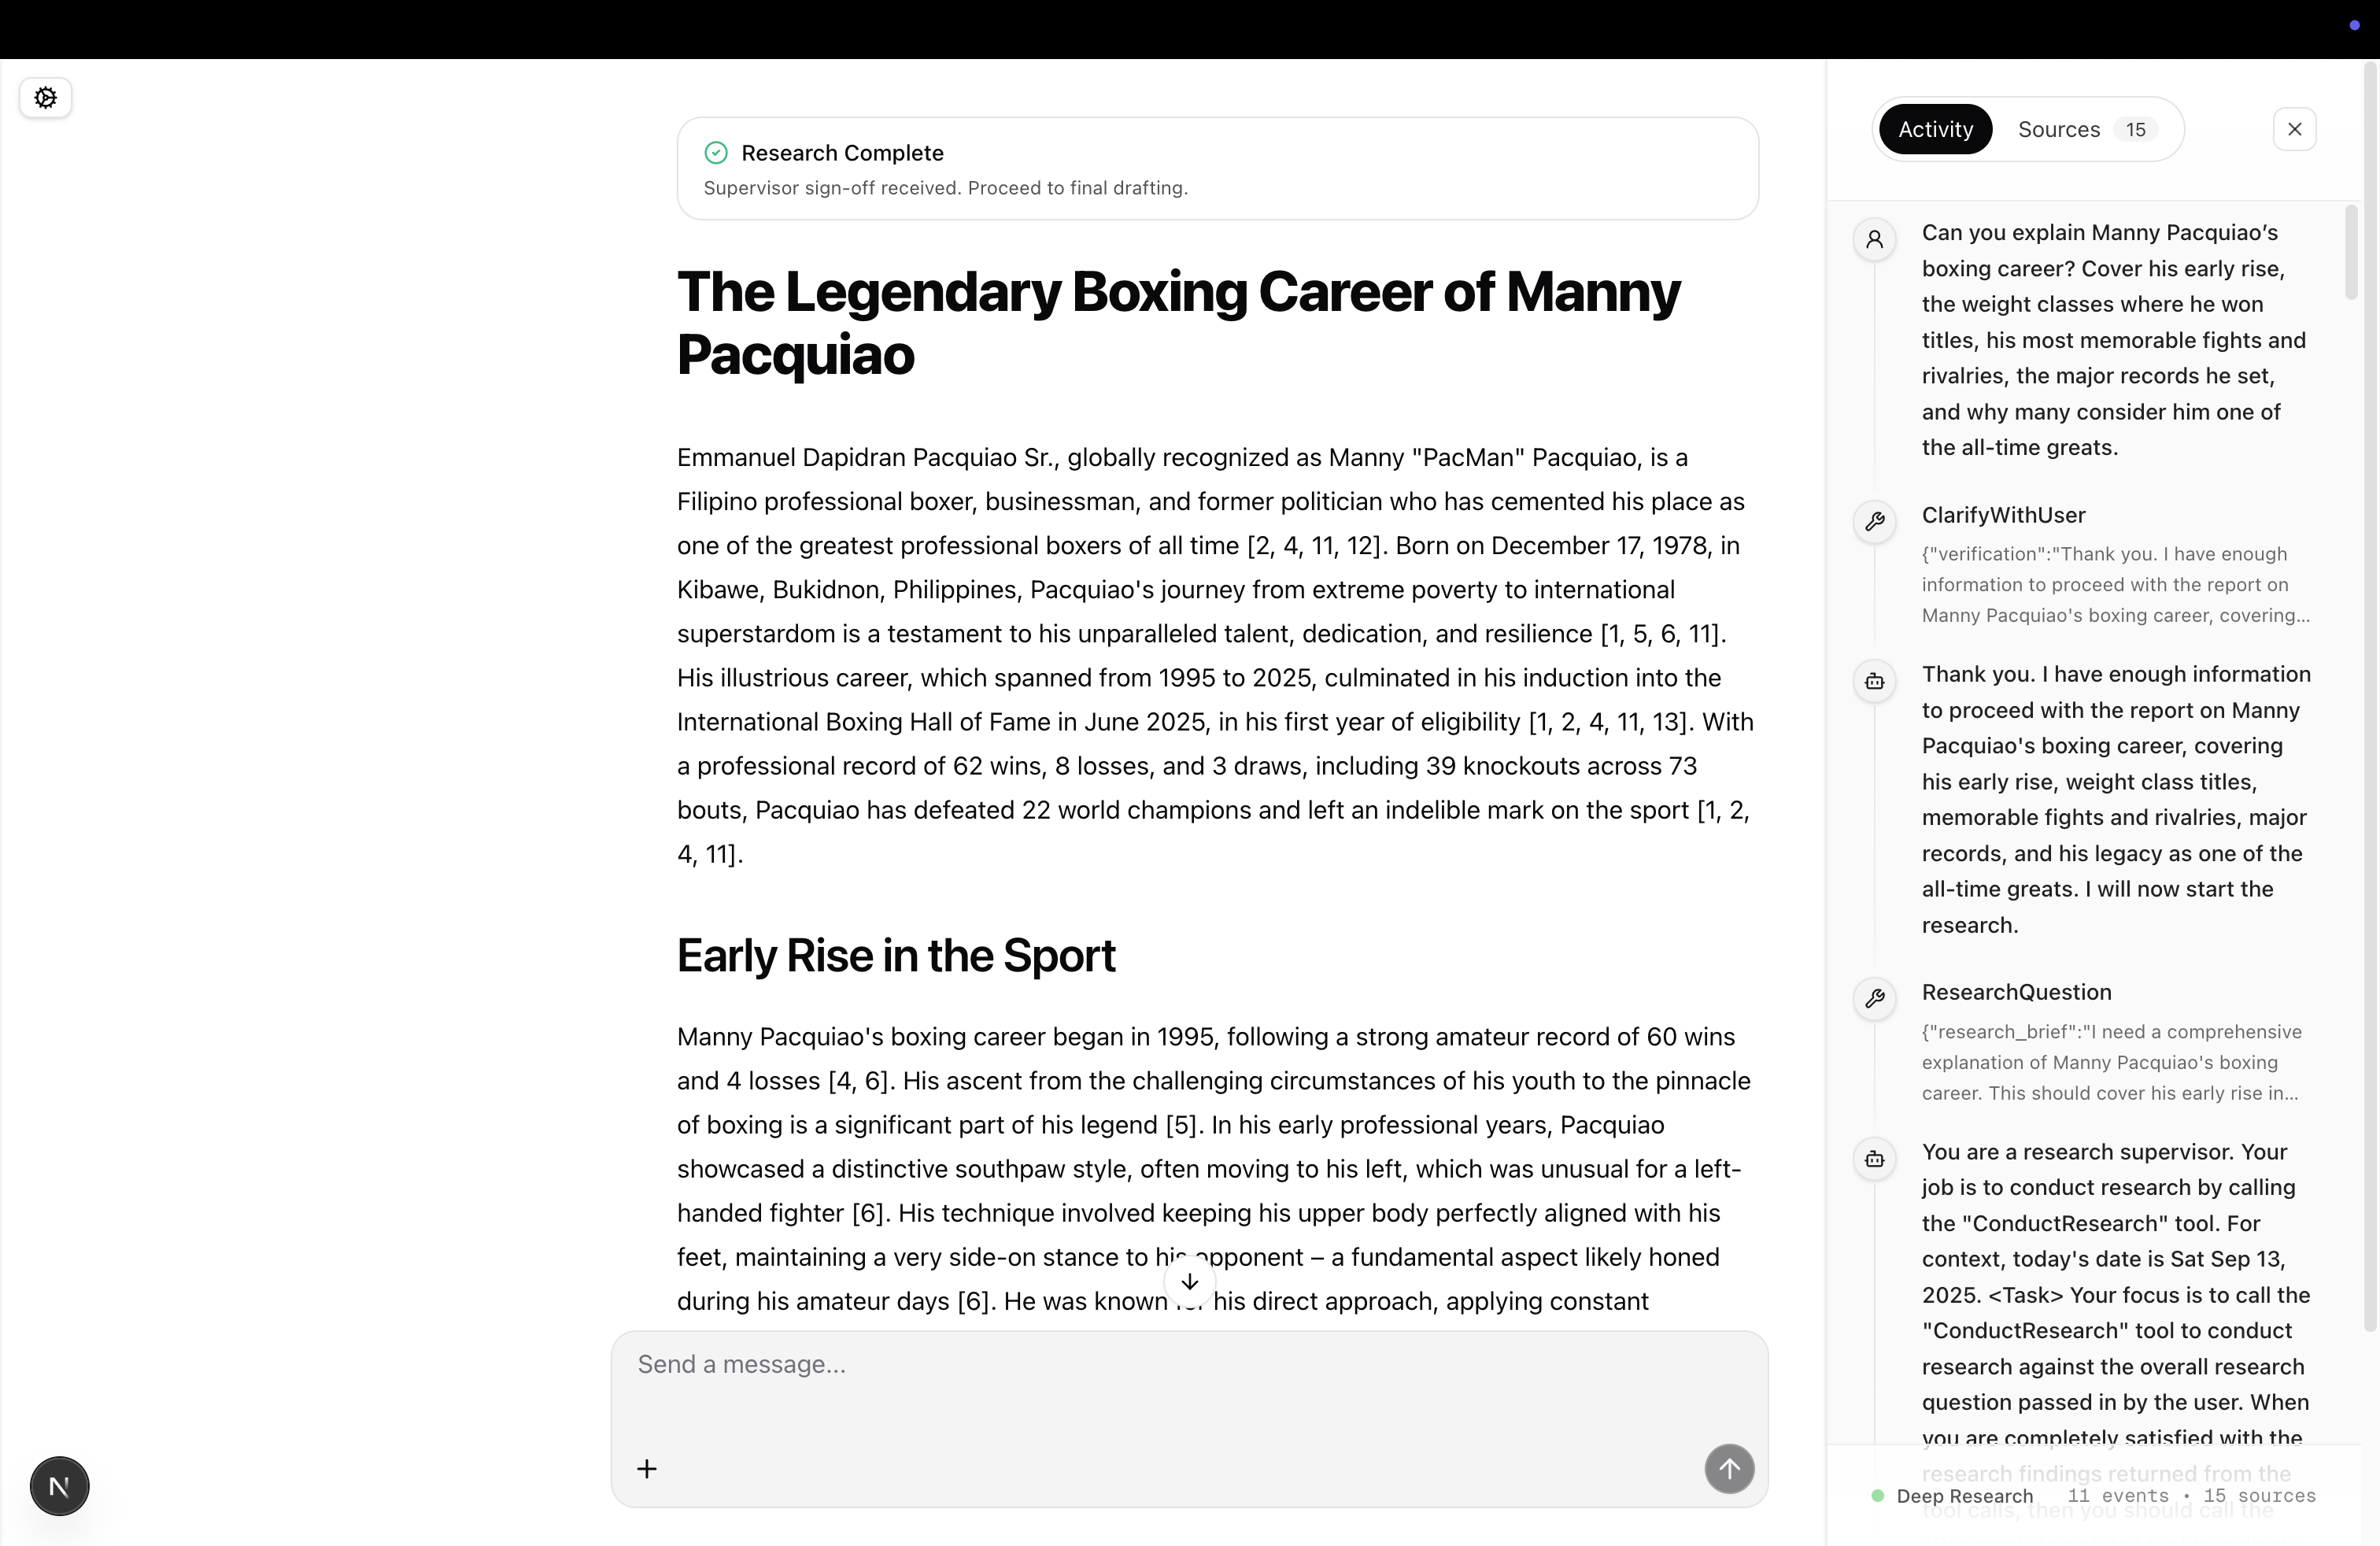 Research Complete
Supervisor sign-off received. Proceed to final drafting.
The Legendary Boxing Career of Manny
Pacquiao
Emmanuel Dapidran Pacquiao Sr., globally recognized as Manny "PacMan" Pacquiao, is a
Filipino professional boxer, businessman, and former politician who has cemented his place as
one of the greatest professional boxers of all time [2, 4, 11, 12]. Born on December 17, 1978, in
Kibawe, Bukidnon, Philippines, Pacquiao's journey from extreme poverty to international
superstardom is a testament to his unparalleled talent, dedication, and resilience [1, 5, 6, 11].
His illustrious career, which spanned from 1995 to 2025, culminated in his induction into the
International Boxing Hall of Fame in June 2025, in his first year of eligibility [1, 2, 4, 11, 13]. With
a professional record of 62 wins, 8 losses, and 3 draws, including 39 knockouts across 73
bouts, Pacquiao has defeated 22 world champions and left an indelible mark on the sport [1, 2,
4, 11].
Early Rise in the Sport
Manny Pacquiao's boxing career began in 1995, following a strong amateur record of 60 wins
and 4 losses [4, 6]. His ascent from the challenging circumstances of his youth to the pinnacle
of boxing is a significant part of his legend [5]. In his early professional years, Pacquiao
showcased a distinctive southpaw style, often moving to his left, which was unusual for a left-
handed fighter [6]. His technique involved keeping his upper body perfectly aligned with his
feet, maintaining a very side-on stance to his opponent – a fundamental aspect likely honed
during his amateur days [6]. He was known for his direct approach, applying constant
Send a message...
N
Activity
Sources 15
Can you explain Manny Pacquiao’s
boxing career? Cover his early rise,
the weight classes where he won
titles, his most memorable fights and
rivalries, the major records he set,
and why many consider him one of
the all-time greats.
ClarifyWithUser
{"verification":"Thank you. I have enough
information to proceed with the report on
Manny Pacquiao's boxing career, covering...
Thank you. I have enough information
to proceed with the report on Manny
Pacquiao's boxing career, covering
his early rise, weight class titles,
memorable fights and rivalries, major
records, and his legacy as one of the
all-time greats. I will now start the
research.
ResearchQuestion
{"research_brief":"I need a comprehensive
explanation of Manny Pacquiao's boxing
career. This should cover his early rise in...
You are a research supervisor. Your
job is to conduct research by calling
the "ConductResearch" tool. For
context, today's date is Sat Sep 13,
2025. <Task> Your focus is to call the
"ConductResearch" tool to conduct
research against the overall research
question passed in by the user. When
you are completely satisfied with the
research findings returned from the
tool calls, then you should call the
Deep Research 11 events • 15 sources